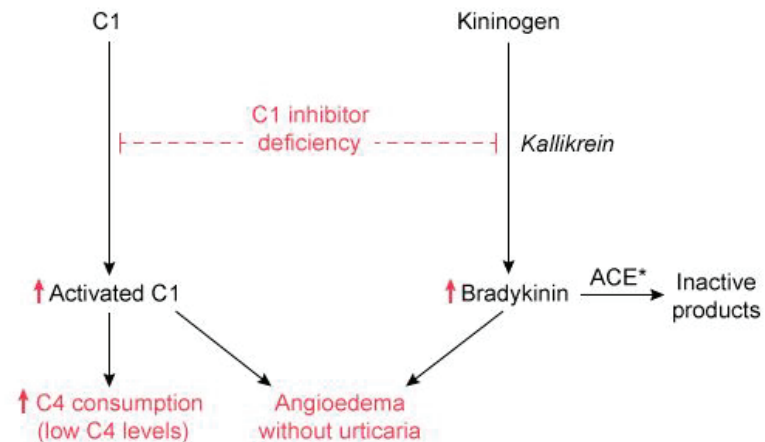 C1
Kininogen
C1 inhibitor
deficiency
Kallikrein
↑ Activated C1
↑ Bradykinin
ACE*
Inactive
products
↑ C4 consumption
(low C4 levels)
Angioedema
without urticaria